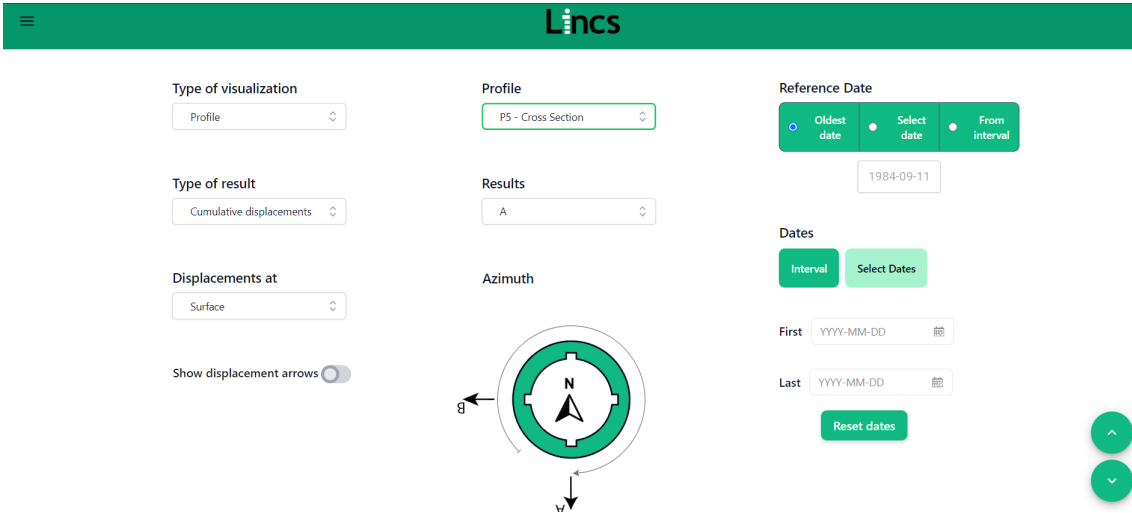 Lincs
Type of visualization
Profile
Type of result
Cumulative displacements
Displacements at
Surface
Show displacement arrows
Profile
P5 - Cross Section
Results
A
Azimuth
N
B
A
Reference Date
Oldest
date
Select
date
From
interval
1984-09-11
Dates
Interval
Select Dates
First
YYYY-MM-DD
Last
YYYY-MM-DD
Reset dates